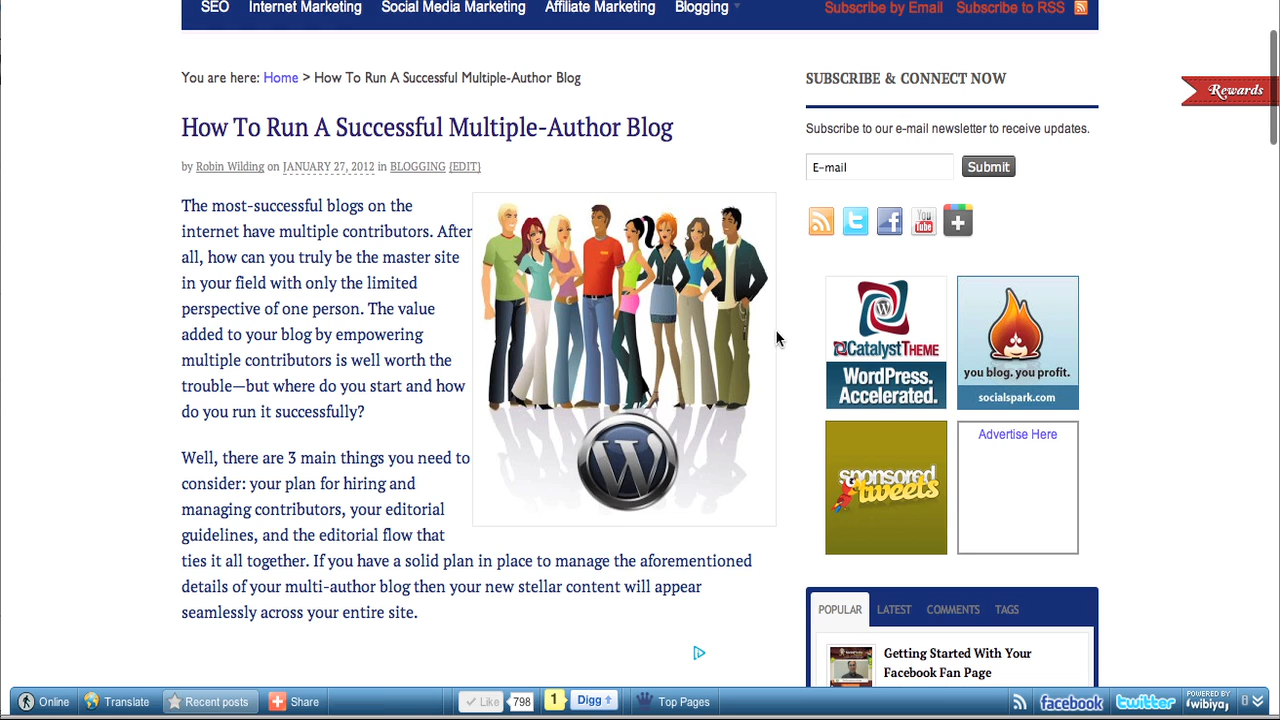 SEO Internet Marketing Social Media Marketing Affiliate Marketing Blogging Subscribe by Email Subscribe to RSS
You are here: Home > How To Run A Successful Multiple-Author Blog
How To Run A Successful Multiple-Author Blog
by Robin Wilding on JANUARY 27, 2012 in BLOGGING {EDIT}
The most-successful blogs on the
internet have multiple contributors. After
all, how can you truly be the master site
in your field with only the limited
perspective of one person. The value
added to your blog by empowering
multiple contributors is well worth the
trouble—but where do you start and how
do you run it successfully?
Well, there are 3 main things you need to
consider: your plan for hiring and
managing contributors, your editorial
guidelines, and the editorial flow that
ties it all together. If you have a solid plan in place to manage the aforementioned
details of your multi-author blog then your new stellar content will appear
seamlessly across your entire site.
W
Rewards
SUBSCRIBE & CONNECT NOW
Subscribe to our e-mail newsletter to receive updates.
E-mail Submit
You Tube
CatalystTheme
WordPress.
Accelerated.
you blog. you profit.
socialspark.com
sponsored
tweets
Advertise Here
POPULAR LATEST COMMENTS TAGS
Getting Started With Your
Facebook Fan Page
Online Translate Recent posts Share Like 798 1 Digg Top Pages facebook twitter POWERED BY wibiya